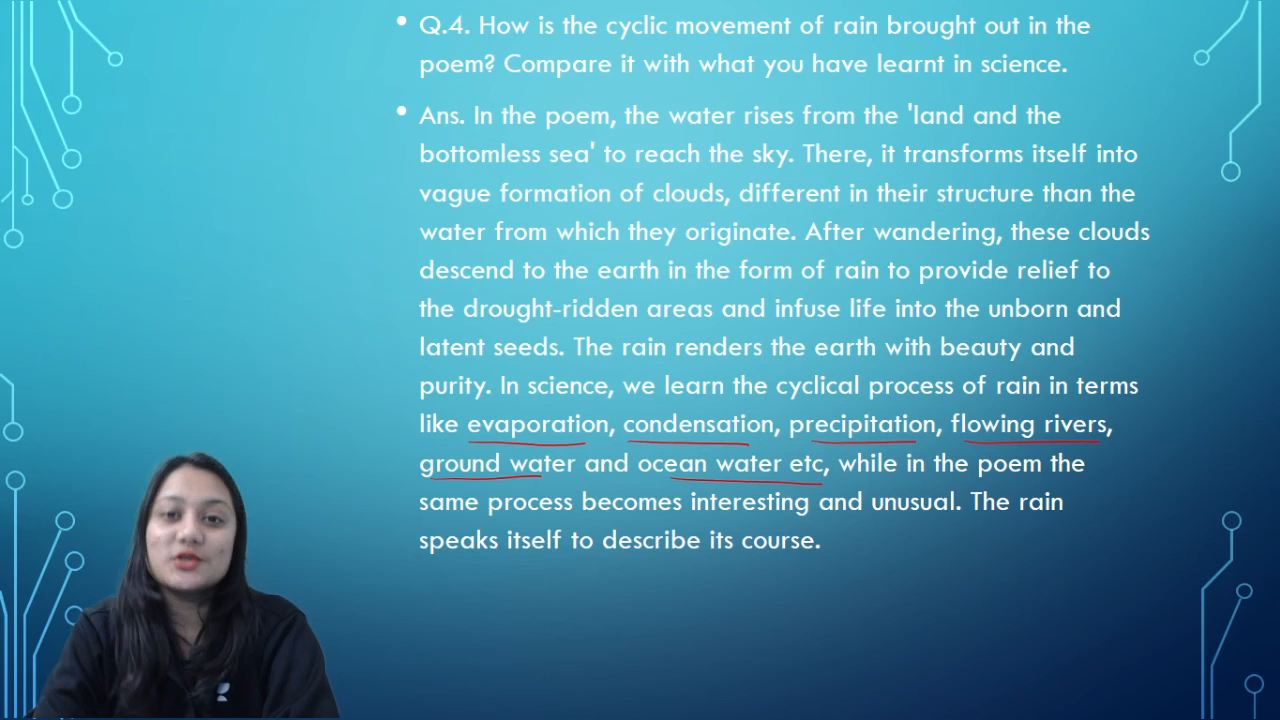 Q.4. How is the cyclic movement of rain brought out in the
poem? Compare it with what you have learnt in science.
Ans. In the poem, the water rises from the 'land and the
bottomless sea' to reach the sky. There, it transforms itself into
vague formation of clouds, different in their structure than the
water from which they originate. After wandering, these clouds
descend to the earth in the form of rain to provide relief to
the drought-ridden areas and infuse life into the unborn and
latent seeds. The rain renders the earth with beauty and
purity. In science, we learn the cyclical process of rain in terms
like evaporation, condensation, precipitation, flowing rivers,
ground water and ocean water etc, while in the poem the
same process becomes interesting and unusual. The rain
speaks itself to describe its course.